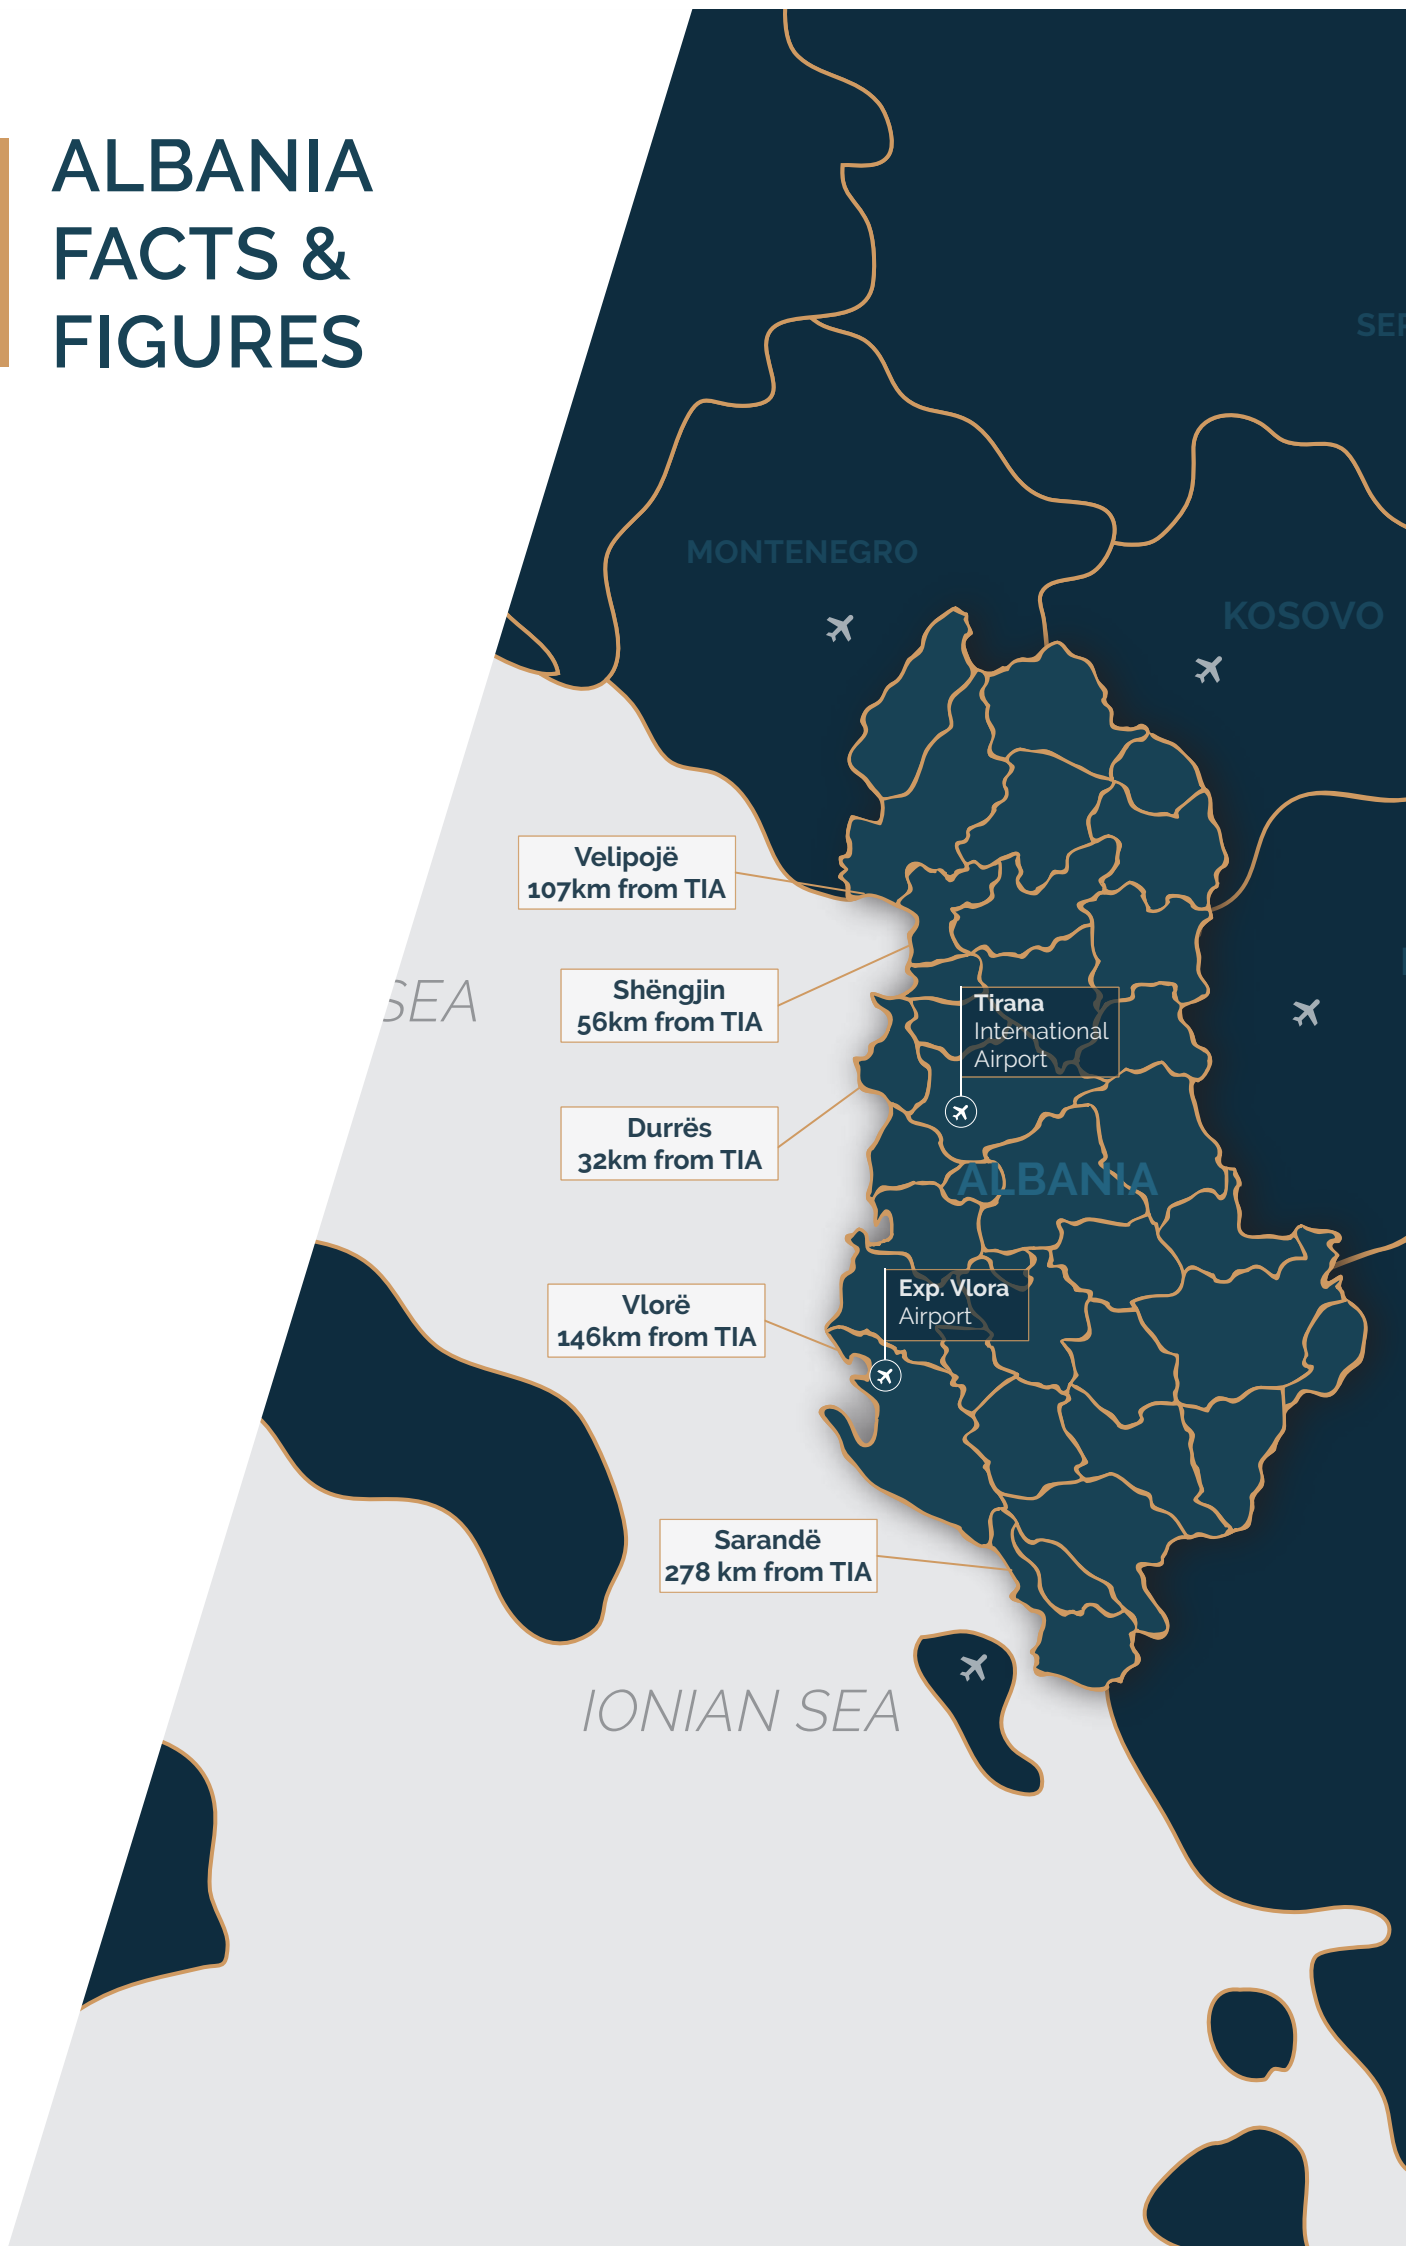 ALBANIA
FACTS &
FIGURES
MONTENEGRO
KOSOVO
Velipojë
107km from TIA
Shëngjin
56km from TIA
SEA
Tirana
International
Airport
Durrës
32km from TIA
ALBANIA
Exp. Vlora
Airport
Vlorë
146km from TIA
Sarandë
278 km from TIA
IONIAN SEA